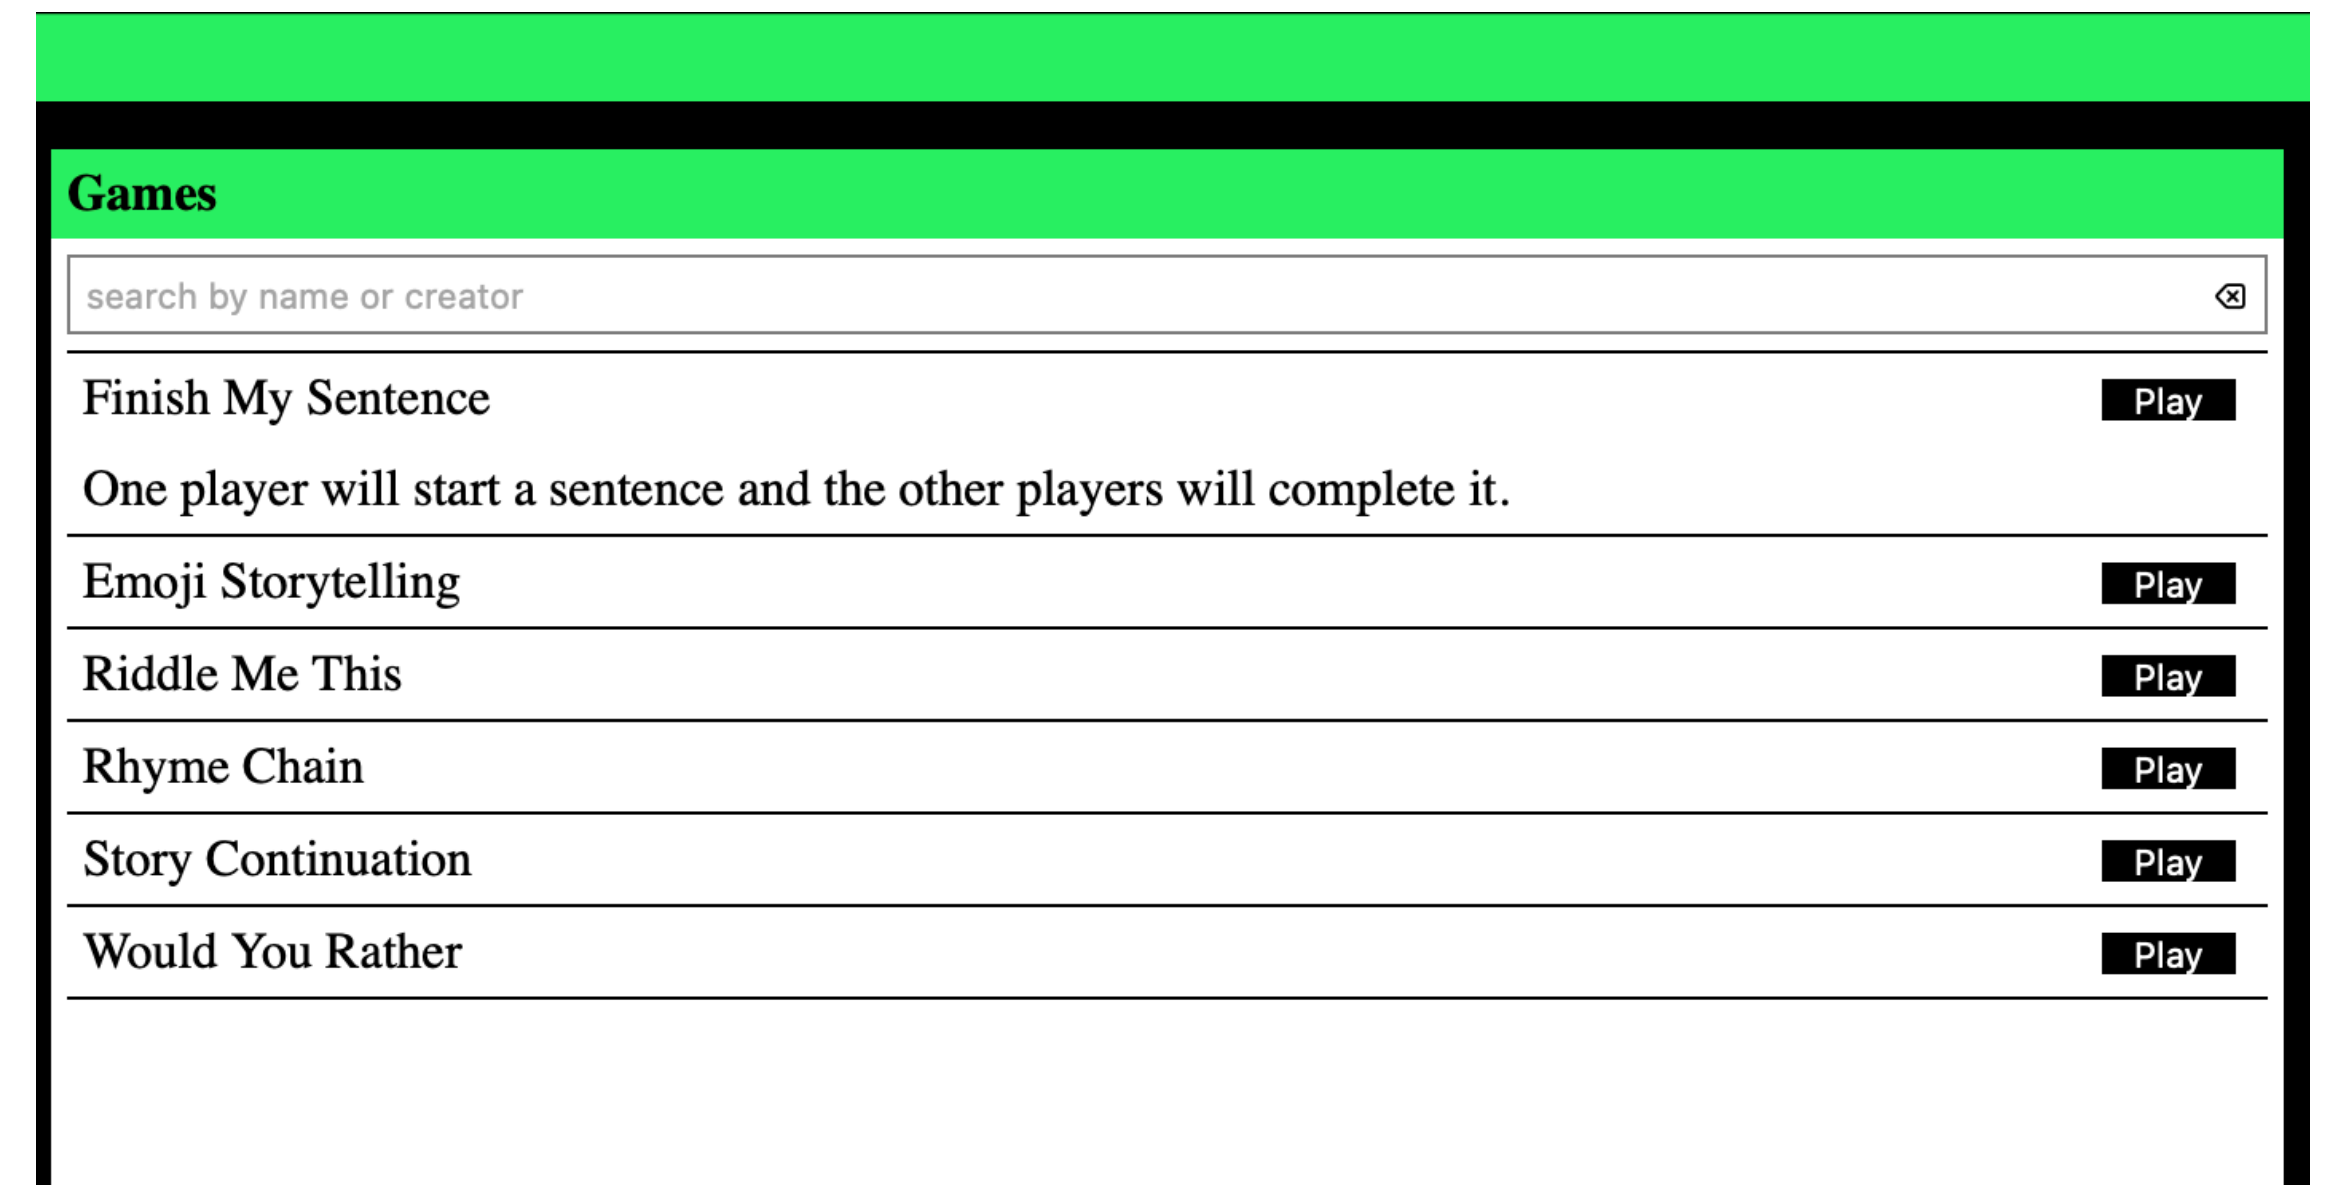 Games
search by name or creator
Finish My Sentence
Play
One player will start a sentence and the other players will complete it.
Emoji Storytelling
Play
Riddle Me This
Play
Rhyme Chain
Play
Story Continuation
Play
Would You Rather
Play